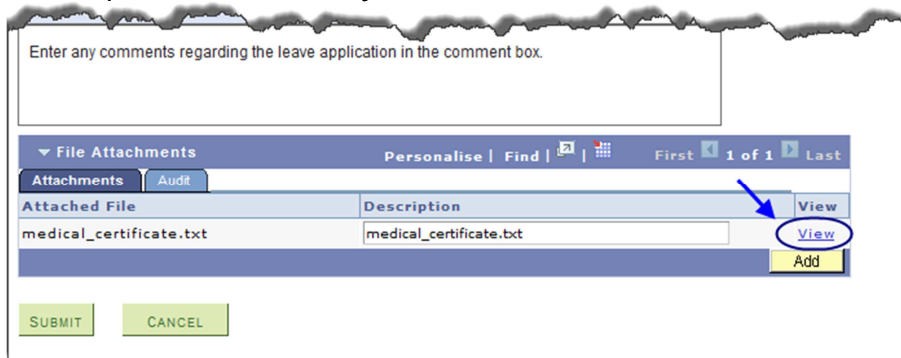 Enter any comments regarding the leave application in the comment box.
File Attachments Personalise | Find | | First 1 of 1 Last
Attachments Audit
Attached File Description View
medical_certificate.txt medical_certificate.txt View
Add
SUBMIT CANCEL